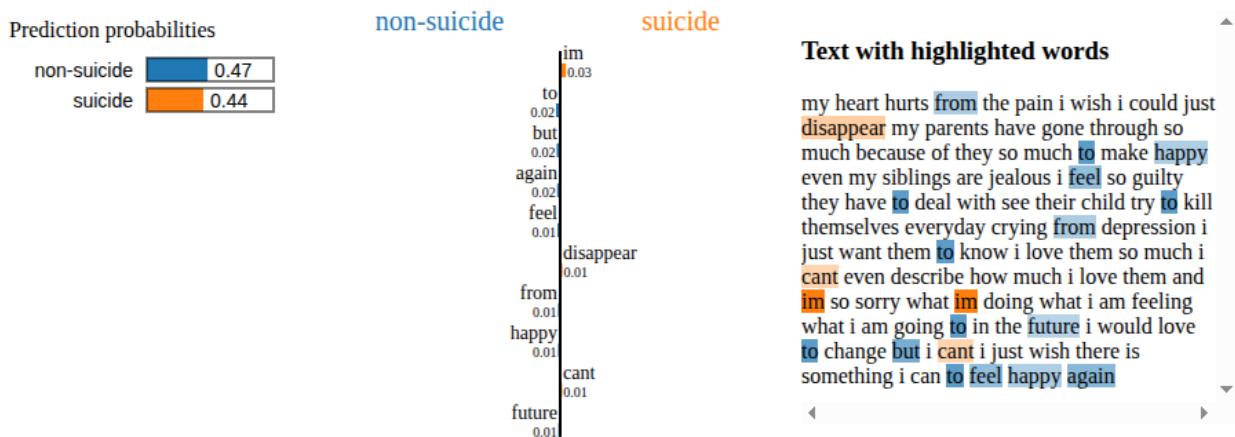 Prediction probabilities
non-suicide 0.47
suicide 0.44
non-suicide suicide
im
0.03
to
0.02
but
0.02
again
0.02
feel
0.01
disappear
0.01
from
0.01
happy
0.01
cant
0.01
future
0.01
Text with highlighted words
my heart hurts from the pain i wish i could just
disappear my parents have gone through so
much because of they so much to make happy
even my siblings are jealous i feel so guilty
they have to deal with see their child try to kill
themselves everyday crying from depression i
just want them to know i love them so much i
cant even describe how much i love them and
im so sorry what im doing what i am feeling
what i am going to in the future i would love
to change but i cant i just wish there is
something i can to feel happy again